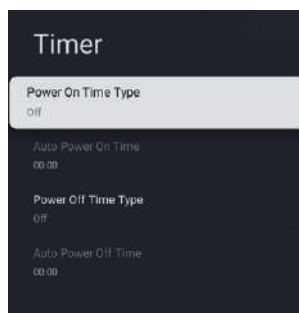 Timer
Power On Time Type
Off
Auto Power On Time
00:00
Power Off Time Type
Off
Auto Power Off Time
00:00